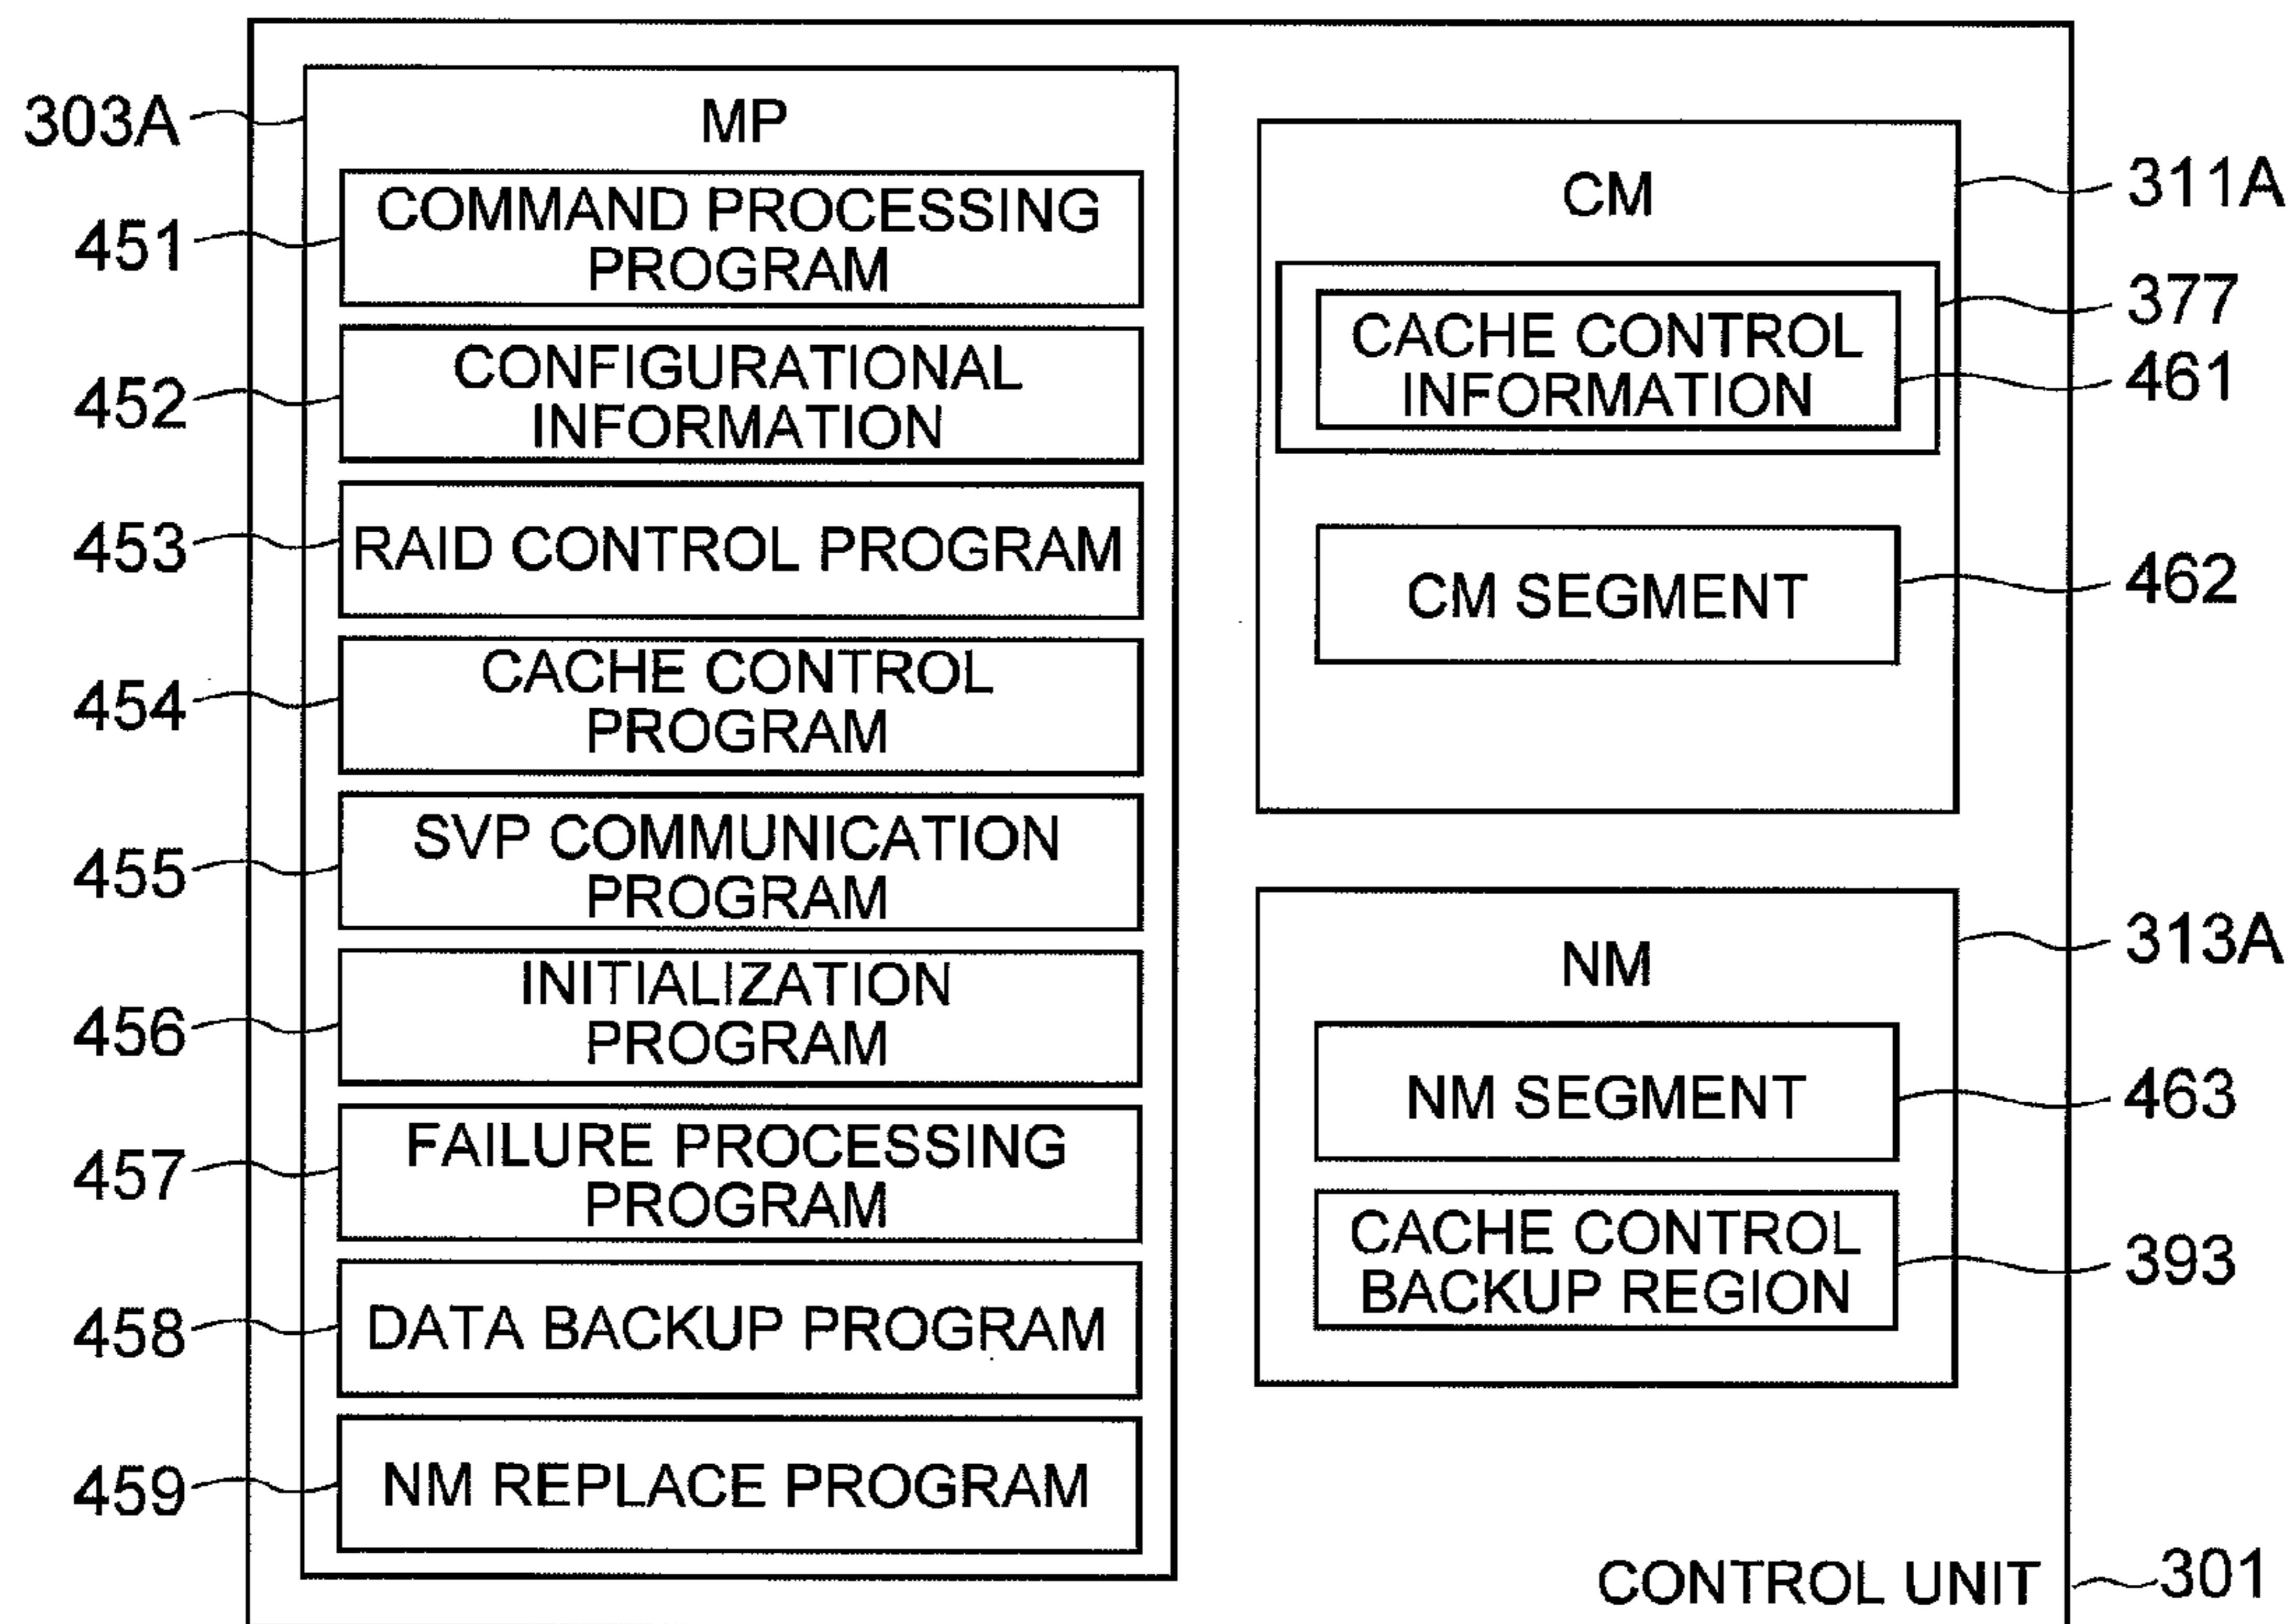 303A
MP
451
COMMAND PROCESSING
PROGRAM
452
CONFIGURATIONAL
INFORMATION
453
RAID CONTROL PROGRAM
454
CACHE CONTROL
PROGRAM
455
SVP COMMUNICATION
PROGRAM
456
INITIALIZATION
PROGRAM
457
FAILURE PROCESSING
PROGRAM
458
DATA BACKUP PROGRAM
459
NM REPLACE PROGRAM
CM
311A
377
CACHE CONTROL
INFORMATION
461
CM SEGMENT
462
NM
313A
NM SEGMENT
463
CACHE CONTROL
BACKUP REGION
393
CONTROL UNIT
301